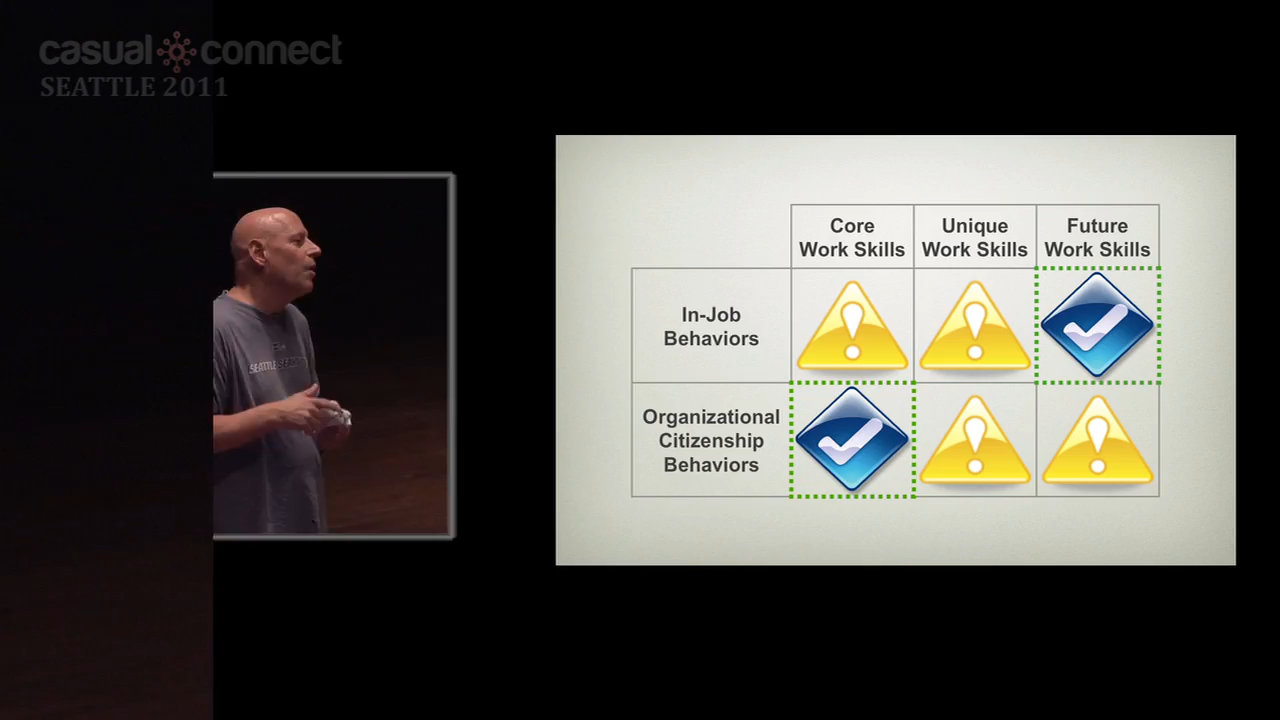 casual connect
SEATTLE 2011
Core
Work Skills
Unique
Work Skills
Future
Work Skills
In-Job
Behaviors
Organizational
Citizenship
Behaviors